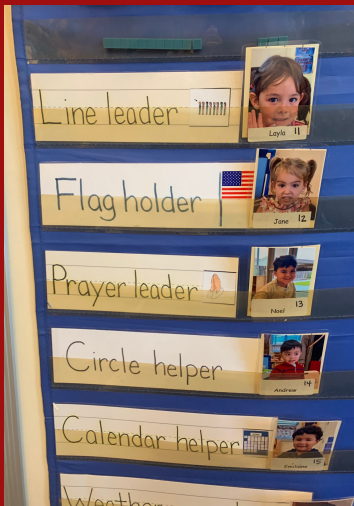 Line leader
Layla 11
Flag holder
Jane 12
Prayer leader
Noel 13
Circle helper
Andrew 14
Calendar helper
15